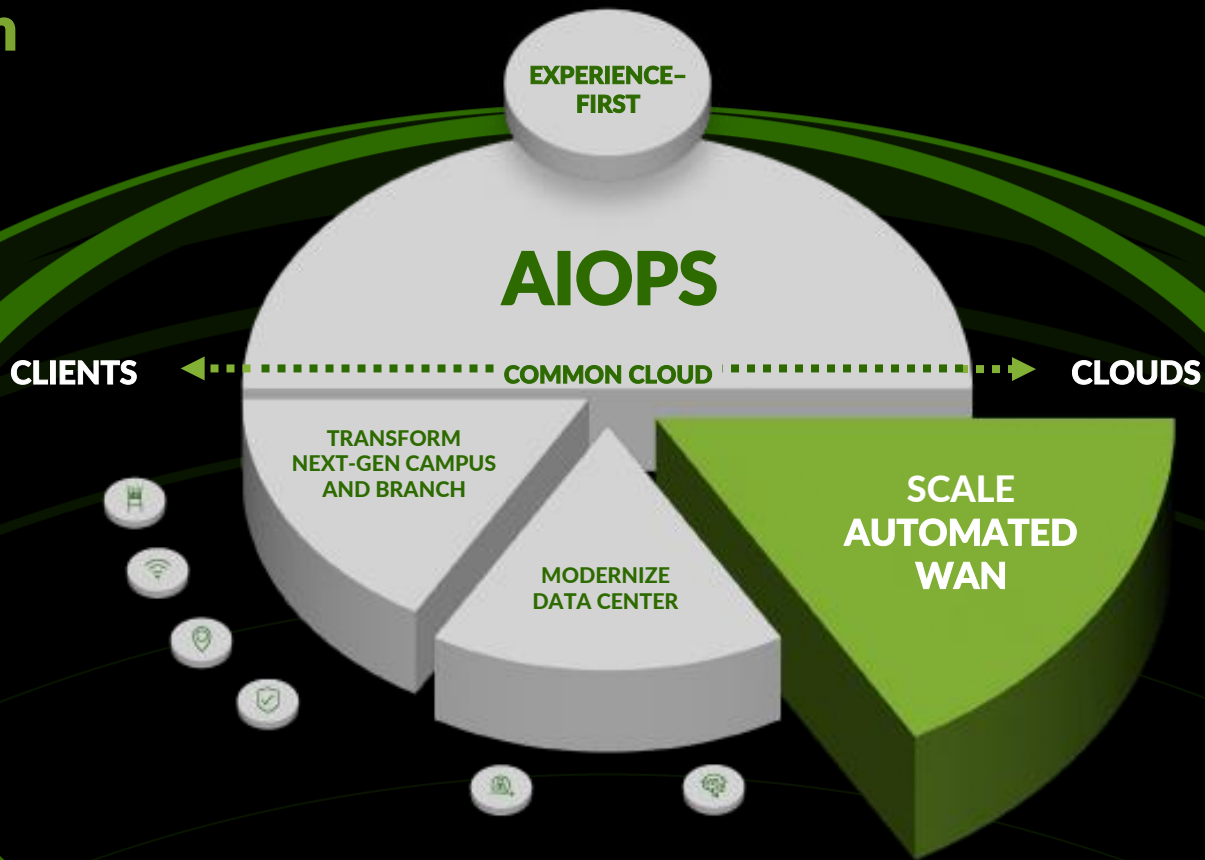 n
EXPERIENCE–
FIRST
AIOPS
CLIENTS
COMMON CLOUD
CLOUDS
TRANSFORM
NEXT-GEN CAMPUS
AND BRANCH
MODERNIZE
DATA CENTER
SCALE
AUTOMATED
WAN